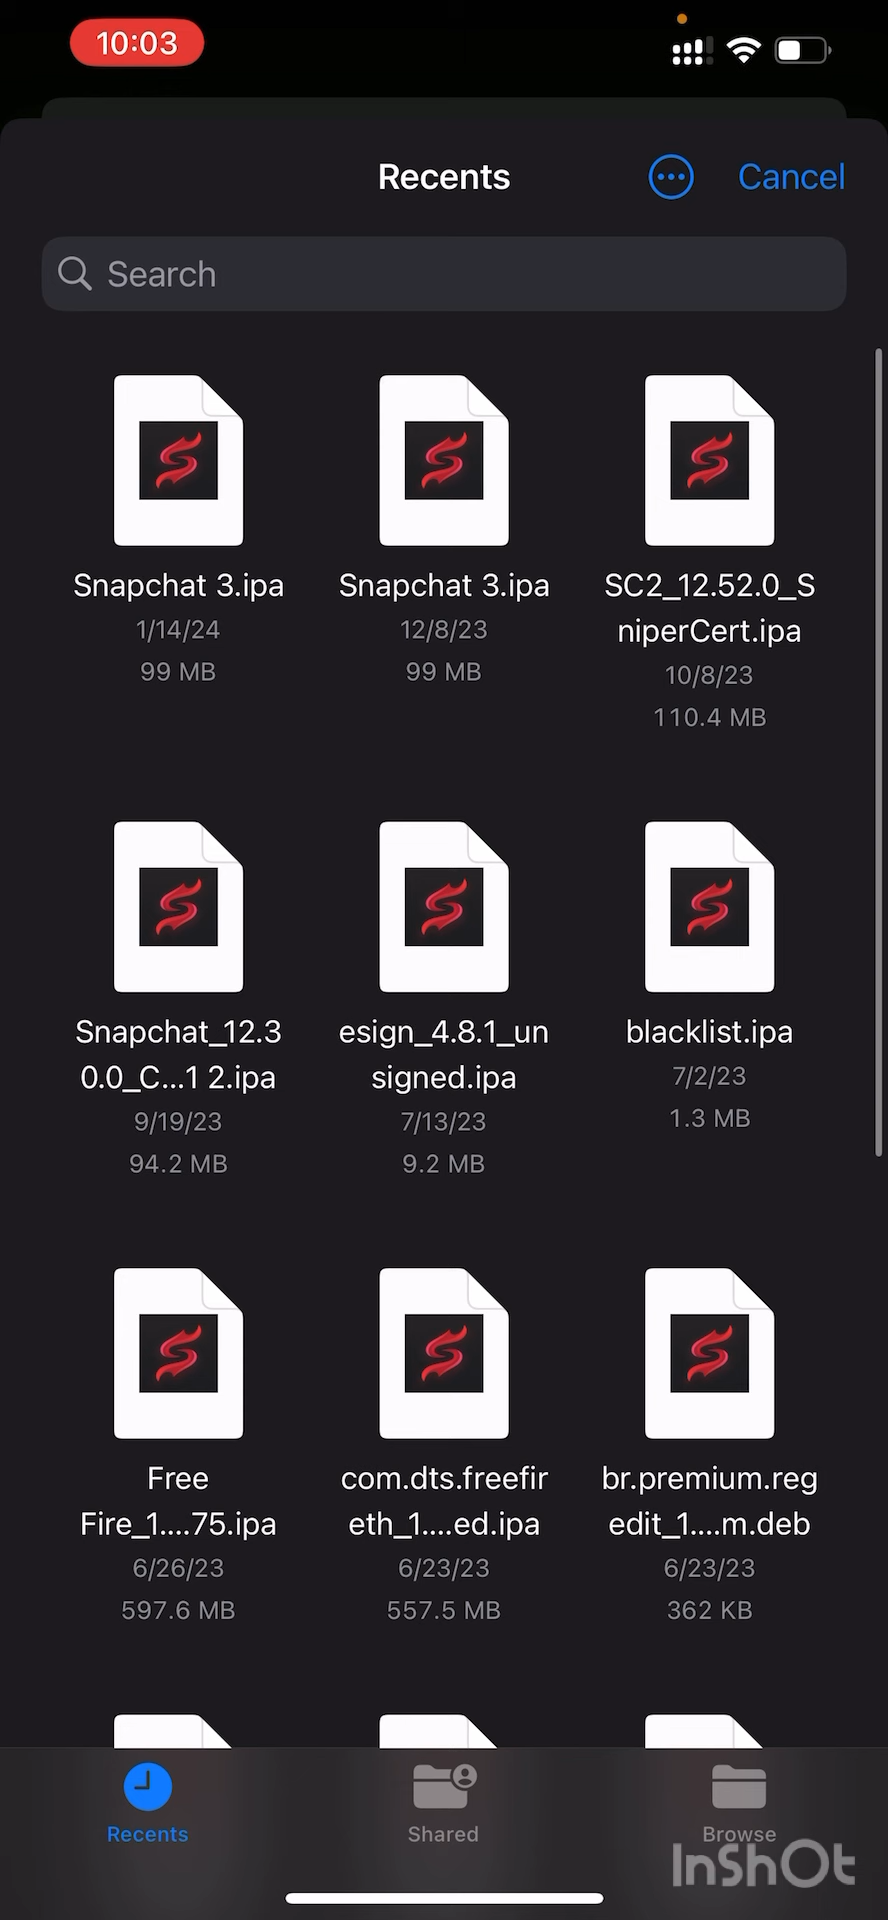 10:03
Recents
Cancel
Search
Snapchat 3.ipa
1/14/24
99 MB
Snapchat 3.ipa
12/8/23
99 MB
SC2_12.52.0_S
niperCert.ipa
10/8/23
110.4 MB
Snapchat_12.3
0.0_C...1 2.ipa
9/19/23
94.2 MB
esign_4.8.1_un
signed.ipa
7/13/23
9.2 MB
blacklist.ipa
7/2/23
1.3 MB
Free
Fire_1....75.ipa
6/26/23
597.6 MB
com.dts.freefir
eth_1....ed.ipa
6/23/23
557.5 MB
br.premium.reg
edit_1....m.deb
6/23/23
362 KB
Recents
Shared
Browse
InShOt